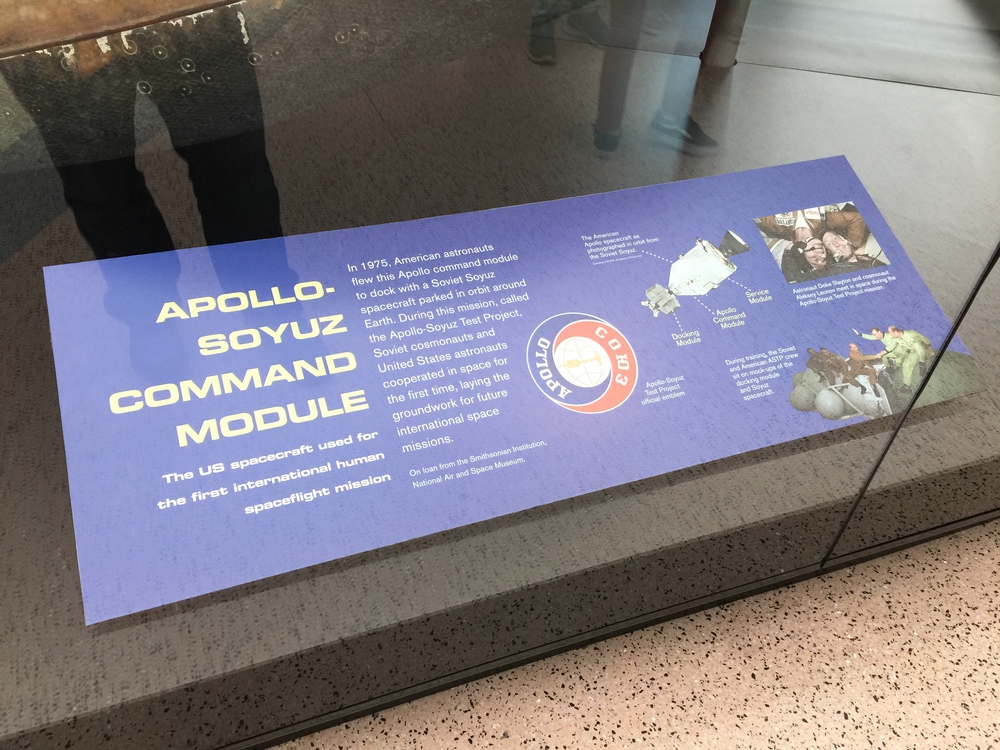 APOLLO-
SOYUZ
COMMAND
MODULE
The US spacecraft used for
the first international human
spaceflight mission
In 1975, American astronauts
flew this Apollo command module
to dock with a Soviet Soyuz
spacecraft parked in orbit around
Earth. During this mission, called
the Apollo-Soyuz Test Project,
Soviet cosmonauts and
United States astronauts
cooperated in space for
the first time, laying the
groundwork for future
international space
missions.
On loan from the Smithsonian Institution,
National Air and Space Museum.
APOLLO
СОЮЗ
Apollo-Soyuz
Test Project
official emblem
The American
Apollo spacecraft as
photographed in orbit from
the Soviet Soyuz
Docking
Module
Apollo
Command
Module
Service
Module
Astronaut Deke Slayton and cosmonaut
Aleksey Leonov meet in space during the
Apollo-Soyuz Test Project mission.
During training, the Soviet
and American ASTP crew
sit on mock-ups of the
docking module
and Soyuz
spacecraft.